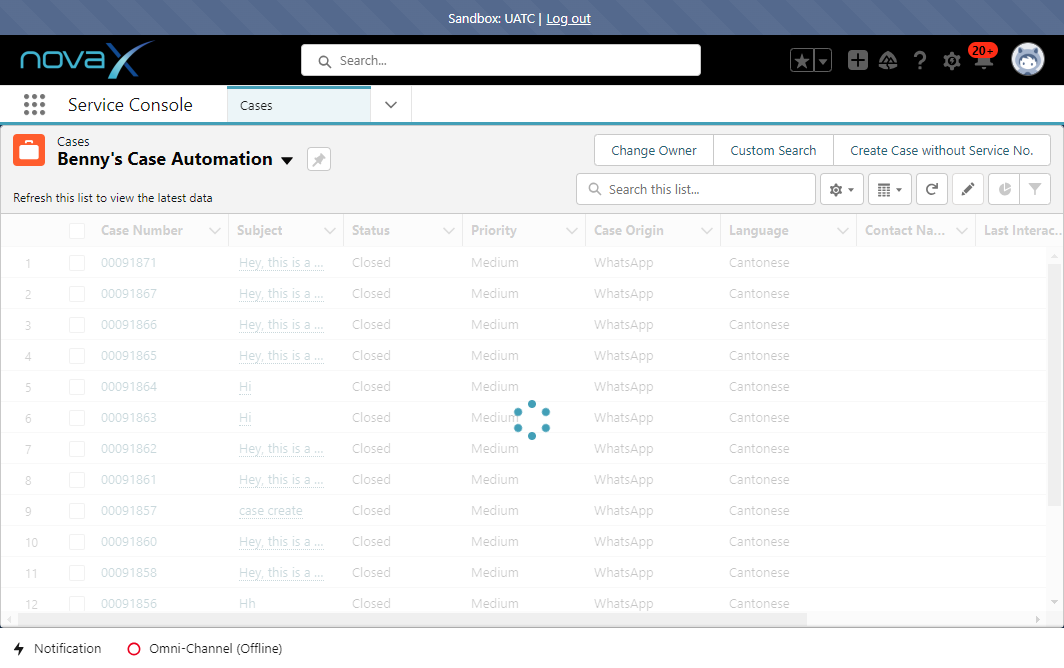 Sandbox: UATC | Log out
novaX
Search...
20+
Service Console
Cases
Cases
Benny's Case Automation
Change Owner
Custom Search
Create Case without Service No.
Refresh this list to view the latest data
Search this list...
Case Number Subject Status Priority Case Origin Language Contact Na... Last Interac...
1 00091871 Hey, this is a ... Closed Medium WhatsApp Cantonese
2 00091867 Hey, this is a ... Closed Medium WhatsApp Cantonese
3 00091866 Hey, this is a ... Closed Medium WhatsApp Cantonese
4 00091865 Hey, this is a ... Closed Medium WhatsApp Cantonese
5 00091864 Hi Closed Medium WhatsApp Cantonese
6 00091863 Hi Closed Medium WhatsApp Cantonese
7 00091862 Hey, this is a ... Closed Medium WhatsApp Cantonese
8 00091861 Hey, this is a ... Closed Medium WhatsApp Cantonese
9 00091857 case create Closed Medium WhatsApp Cantonese
10 00091860 Hey, this is a ... Closed Medium WhatsApp Cantonese
11 00091858 Hey, this is a ... Closed Medium WhatsApp Cantonese
12 00091856 Hh Closed Medium WhatsApp Cantonese
Notification
Omni-Channel (Offline)